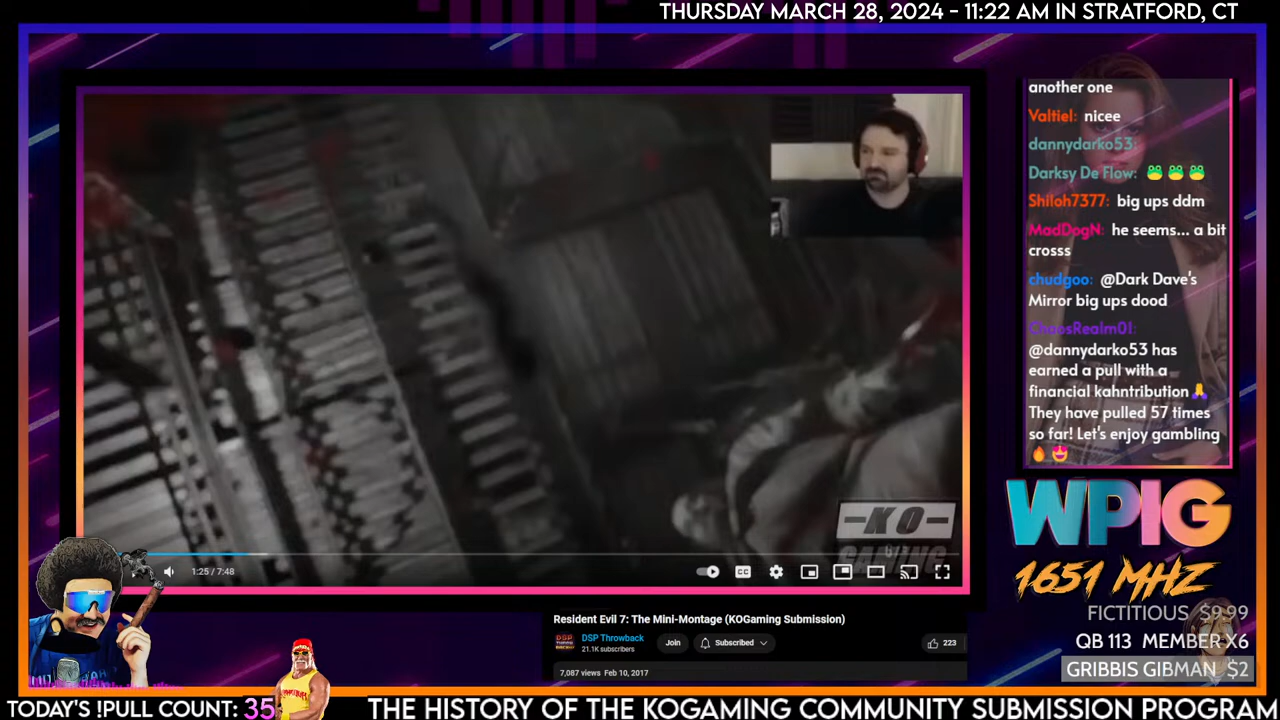 THURSDAY MARCH 28, 2024 - 11:22 AM IN STRATFORD, CT
another one
Valtiel: nicee
dannydarko53:
Darksy De Flow: 🐸 🐸 🐸
Shiloh7377: big ups ddm
MadDogN: he seems... a bit
crosss
chudgoo: @Dark Dave's
Mirror big ups dood
ChaosRealm01:
@dannydarko53 has
earned a pull with a
financial kahntribution🙏
They have pulled 57 times
so far! Let's enjoy gambling
🔥 😍
-KO-
GAMING
1:25 / 7:48
CC
WPIG
1651 MHZ
FICTITIOUS $9.99
QB 113 MEMBER X6
GRIBBIS GIBMAN $2
Resident Evil 7: The Mini-Montage (KOGaming Submission)
DSP Throwback
21.1K subscribers
Join
Subscribed
223
7,087 views Feb 10, 2017
TODAY'S !PULL COUNT: 35
THE HISTORY OF THE KOGAMING COMMUNITY SUBMISSION PROGRAM